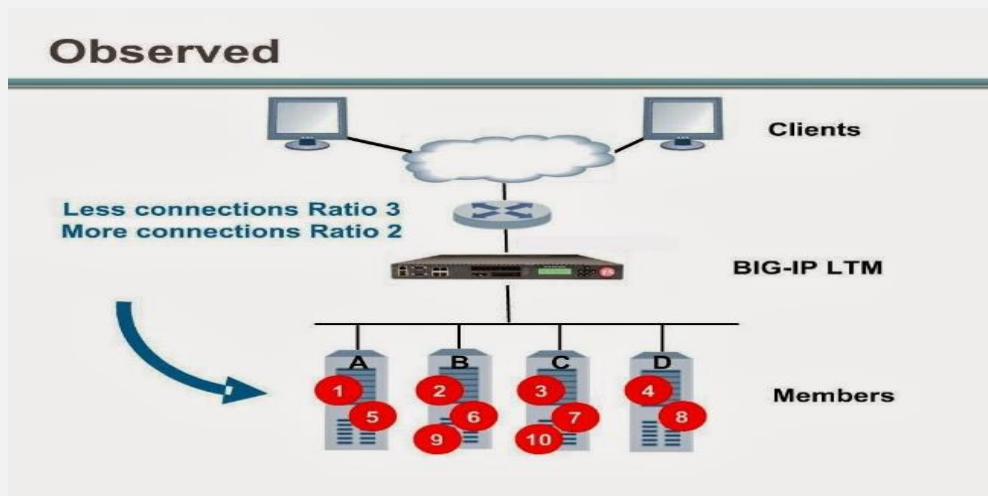 Observed
Clients
Less connections Ratio 3
More connections Ratio 2
BIG-IP LTM
A B C D
1 2 3 4
5 6 7 8
9 10
Members